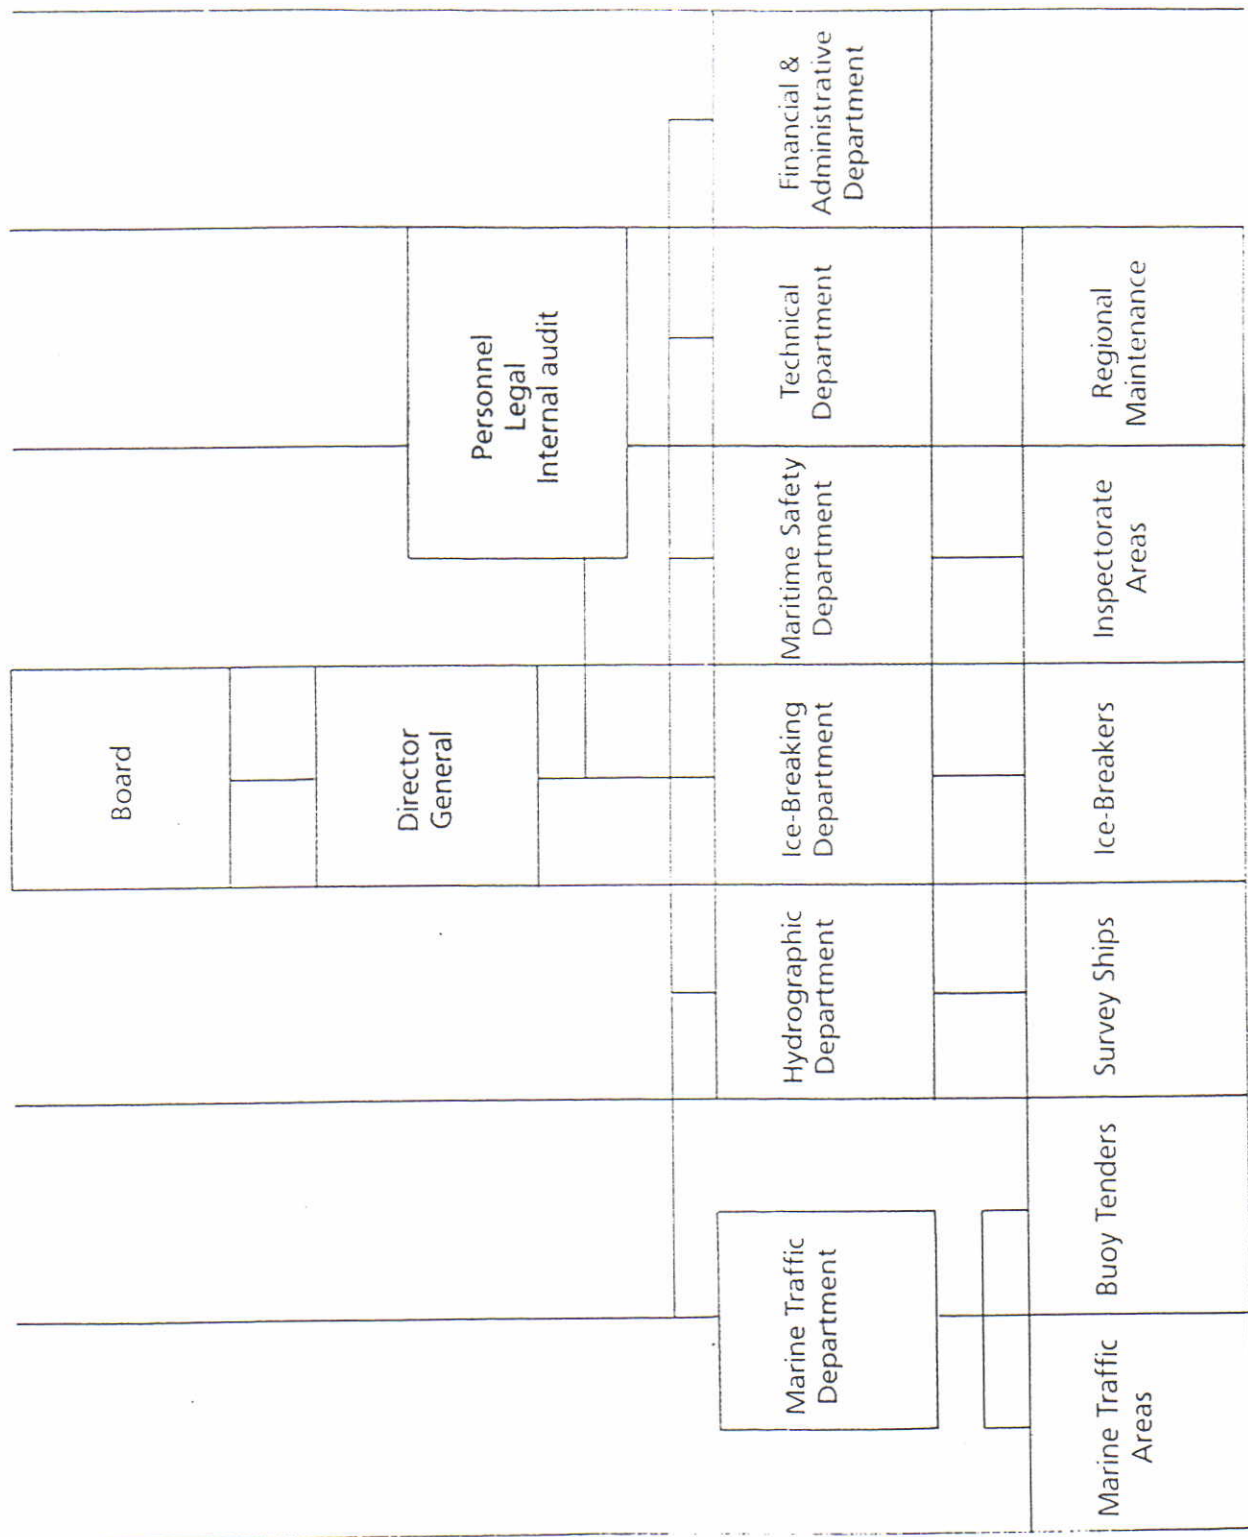 Board
Director
General
Personnel
Legal
Internal audit
Marine Traffic
Department
Hydrographic
Department
Ice-Breaking
Department
Maritime Safety
Department
Technical
Department
Financial &
Administrative
Department
Marine Traffic
Areas
Buoy Tenders
Survey Ships
Ice-Breakers
Inspectorate
Areas
Regional
Maintenance